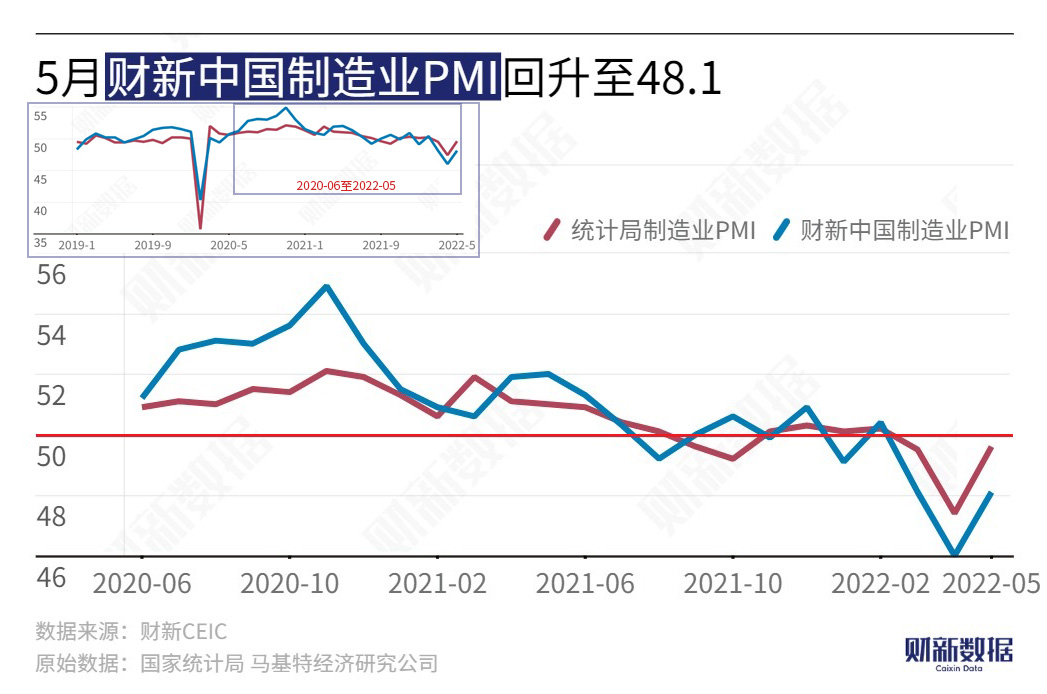 5月财新中国制造业PMI回升至48.1
55
50
45
40
35
2020-06至2022-05
2019-1 2019-9 2020-5 2021-1 2021-9 2022-5
统计局制造业PMI 财新中国制造业PMI
56
54
52
50
48
46
2020-06 2020-10 2021-02 2021-06 2021-10 2022-02 2022-05
数据来源：财新CEIC
原始数据：国家统计局 马基特经济研究公司
财新数据
Caixin Data